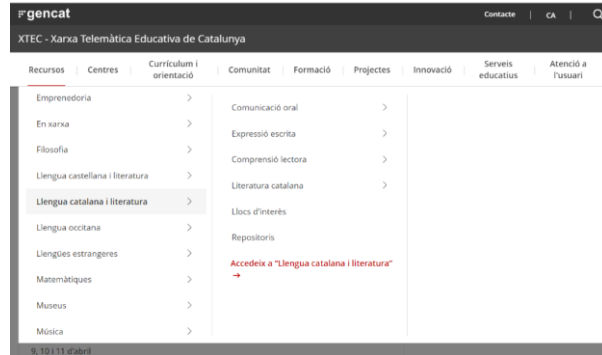 gencat
Contacte | CA |
XTEC - Xarxa Telemàtica Educativa de Catalunya
Recursos
Centres
Currículum i
orientació
Comunitat
Formació
Projectes
Innovació
Serveis
educatius
Atenció a
l'usuari
Emprenedoria
En xarxa
Filosofia
Llengua castellana i literatura
Llengua catalana i literatura
Llengua occitana
Llengües estrangeres
Matemàtiques
Museus
Música
Comunicació oral
Expressió escrita
Comprensió lectora
Literatura catalana
Llocs d'interès
Repositoris
Accedeix a "Llengua catalana i literatura"
→
9, 10 i 11 d'abril